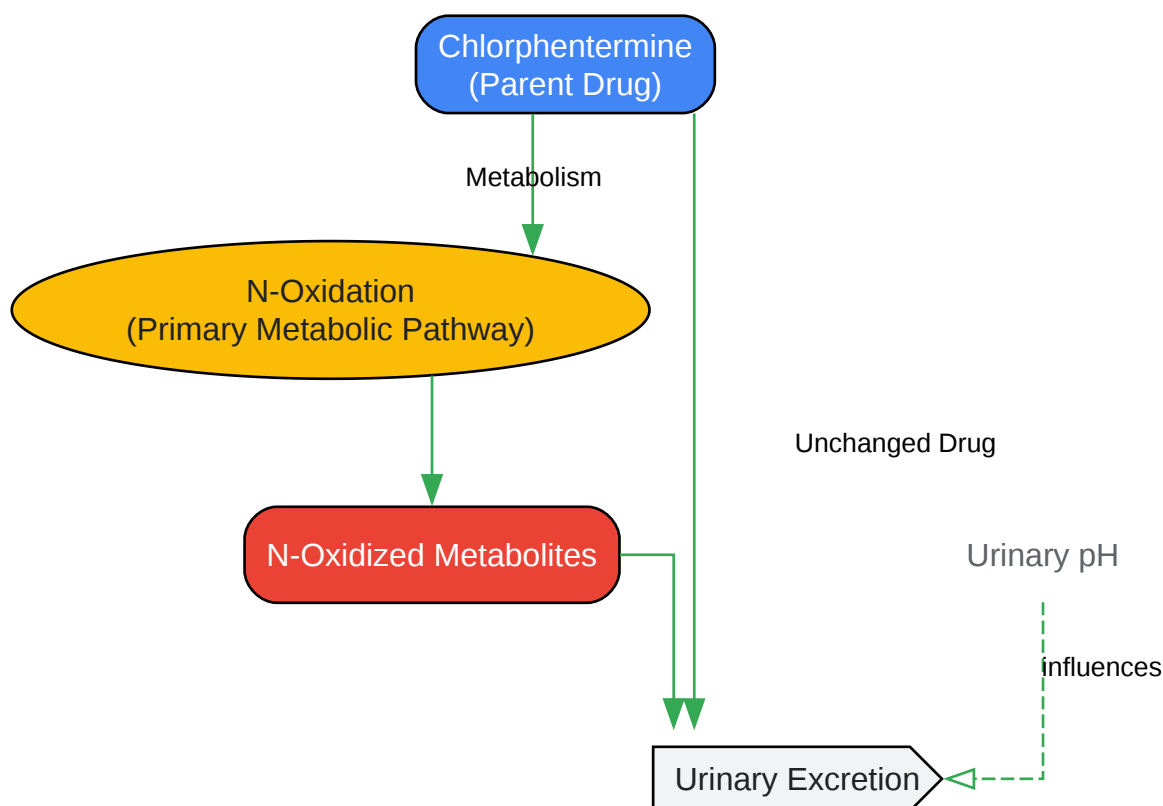 Chlorphentermine
(Parent Drug)
Metabolism
N-Oxidation
(Primary Metabolic Pathway)
Unchanged Drug
N-Oxidized Metabolites
Urinary pH
influences
Urinary Excretion